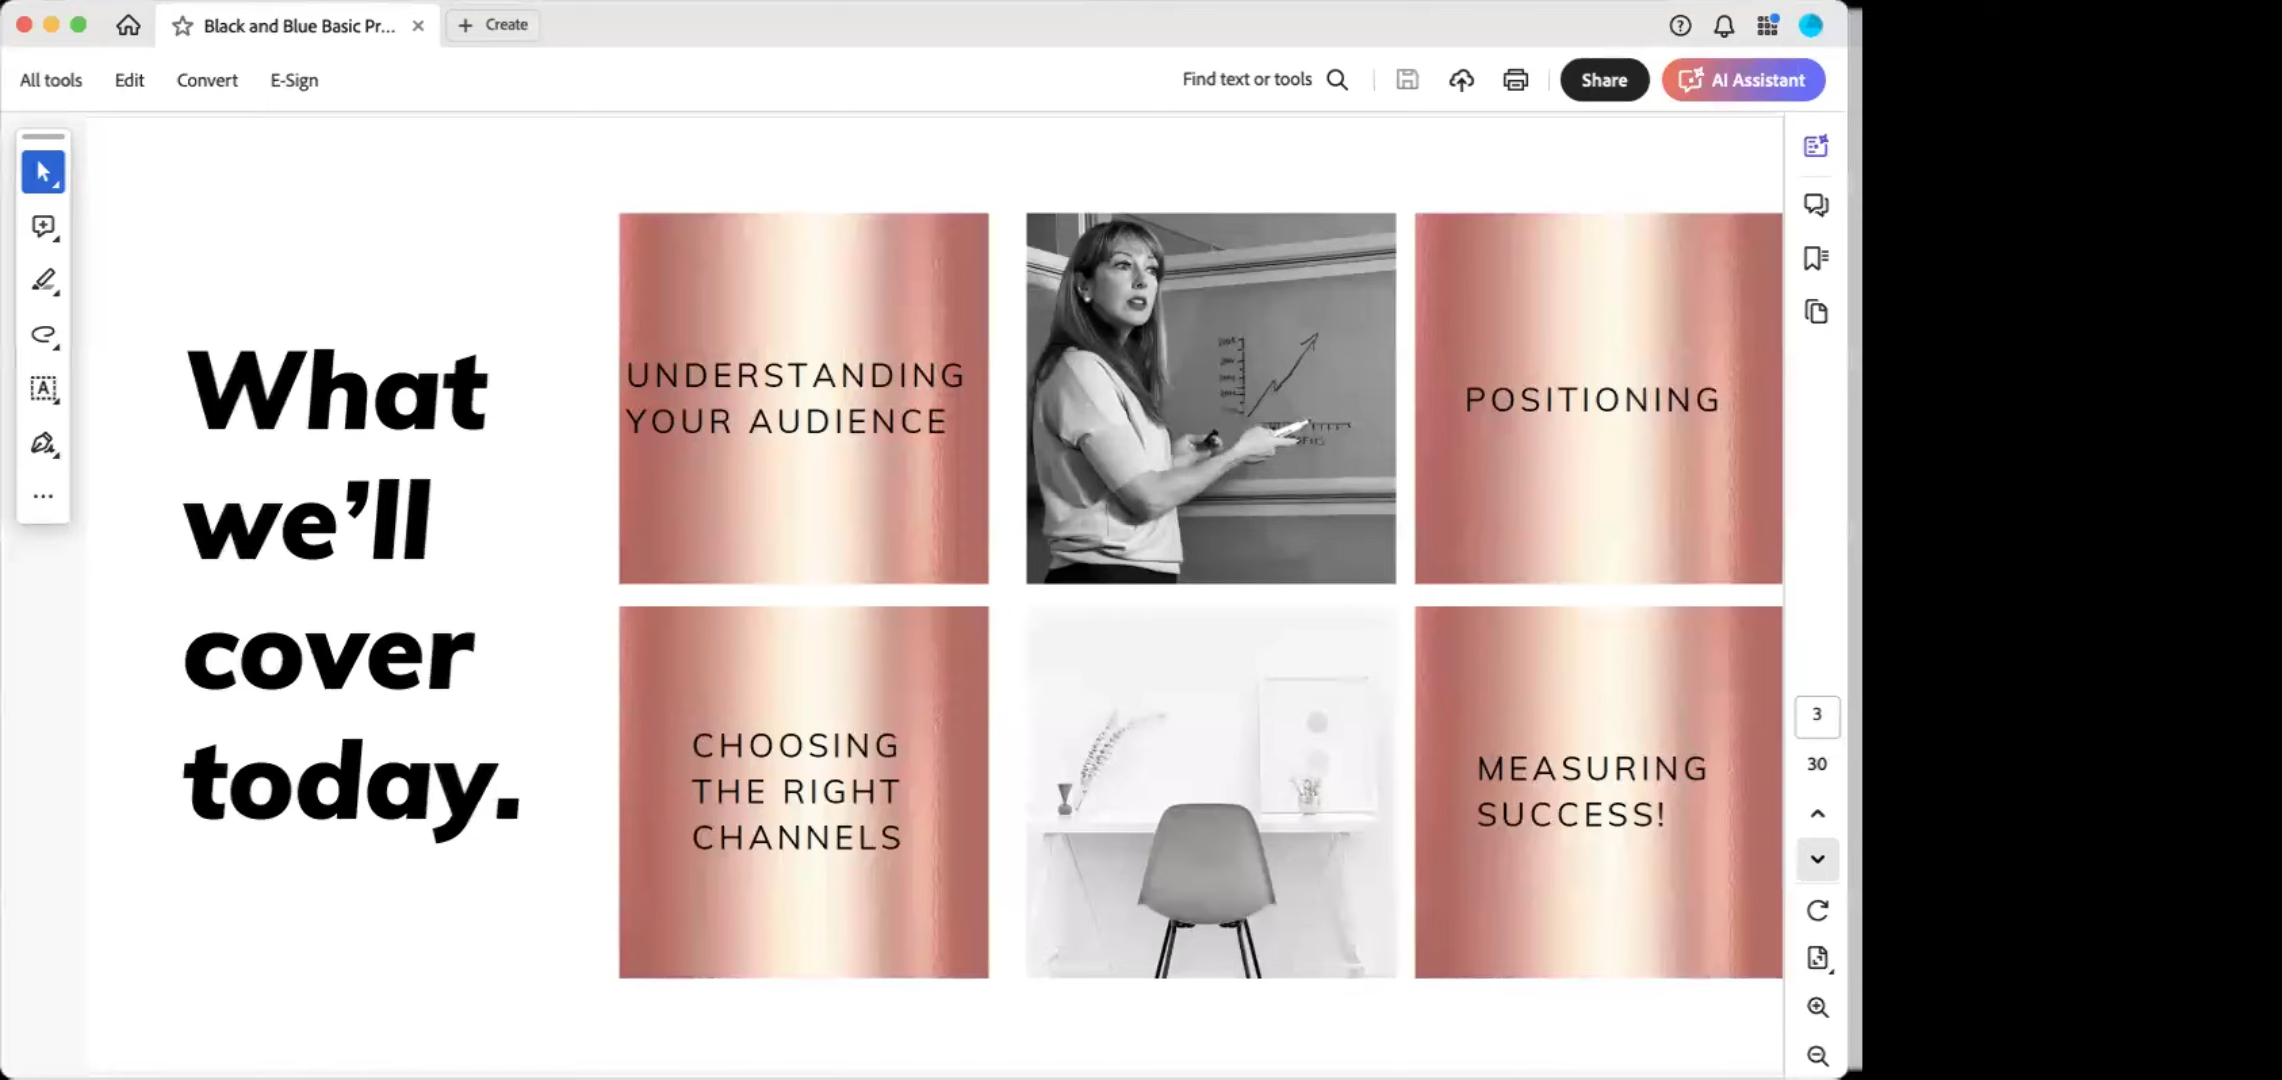 Black and Blue Basic Pr...
Create
All tools
Edit
Convert
E-Sign
Find text or tools
Share
AI Assistant
What
we’ll
cover
today.
UNDERSTANDING
YOUR AUDIENCE
POSITIONING
CHOOSING
THE RIGHT
CHANNELS
MEASURING
SUCCESS!
3
30